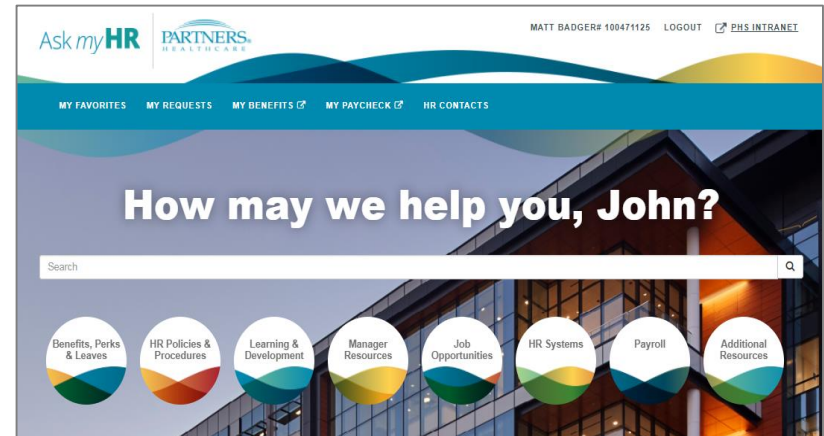 Ask my HR
PARTNERS®
HEALTHCARE
MATT BADGER# 100471125 LOGOUT PHS INTRANET
MY FAVORITES MY REQUESTS MY BENEFITS MY PAYCHECK HR CONTACTS
How may we help you, John?
Search
Benefits, Perks
& Leaves
HR Policies &
Procedures
Learning &
Development
Manager
Resources
Job
Opportunities
HR Systems
Payroll
Additional
Resources